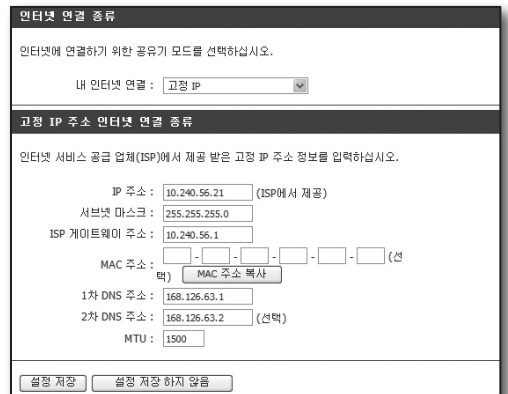 인터넷 연결 종류
인터넷에 연결하기 위한 공유기 모드를 선택하십시오.
내 인터넷 연결 : 고정 IP
고정 IP 주소 인터넷 연결 종류
인터넷 서비스 공급 업체(ISP)에서 제공 받은 고정 IP 주소 정보를 입력하십시오.
IP 주소 : 10.240.56.21 (ISP에서 제공)
서브넷 마스크 : 255.255.255.0
ISP 게이트웨이 주소 : 10.240.56.1
MAC 주소 : - - - - - (선
택) MAC 주소 복사
1차 DNS 주소 : 168.126.63.1
2차 DNS 주소 : 168.126.63.2 (선택)
MTU : 1500
설정 저장 설정 저장 하지 않음